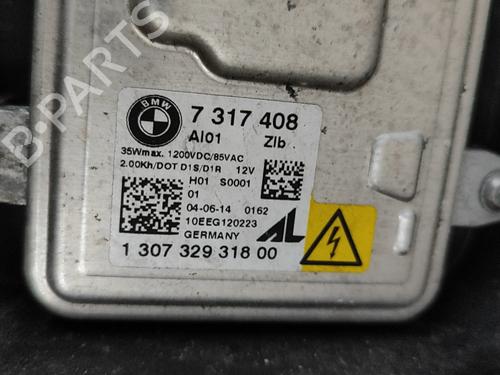 B-PARTS
BMW
7 317 408
AI01 Zlb
35Wmax. 1200VDC/85VAC
2.00Kh/DOT D1S/D1R 12V
H01 S0001
01
04-06-14 0162
10EEG120223
GERMANY
AL
1 307 329 318 00